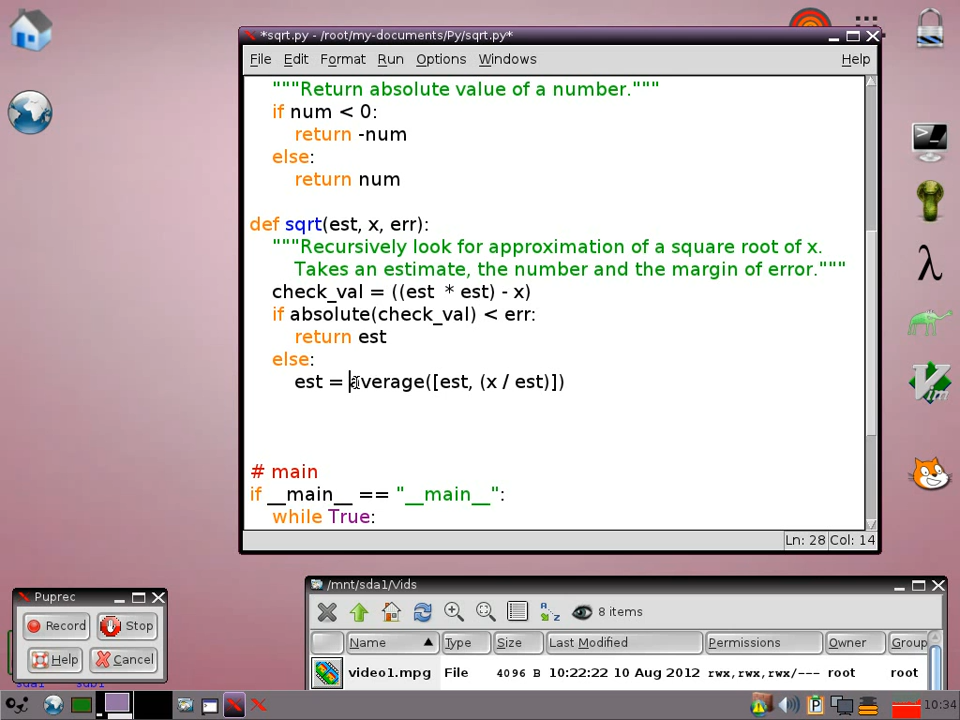 *sqrt.py - /root/my-documents/Py/sqrt.py*
File Edit Format Run Options Windows Help
"""Return absolute value of a number."""
if num < 0:
return -num
else:
return num
def sqrt(est, x, err):
"""Recursively look for approximation of a square root of x.
Takes an estimate, the number and the margin of error."""
check_val = ((est  * est) - x)
if absolute(check_val) < err:
return est
else:
est = average([est, (x / est)])
# main
if __main__ == "__main__":
while True:
Ln: 28 Col: 14
Puprec
Record Stop
Help Cancel
/mnt/sda1/Vids
8 items
Name Type Size Last Modified Permissions Owner Group
video1.mpg File 4096 B 10:22:22 10 Aug 2012 rwx,rwx,rwx/--- root root
10:34